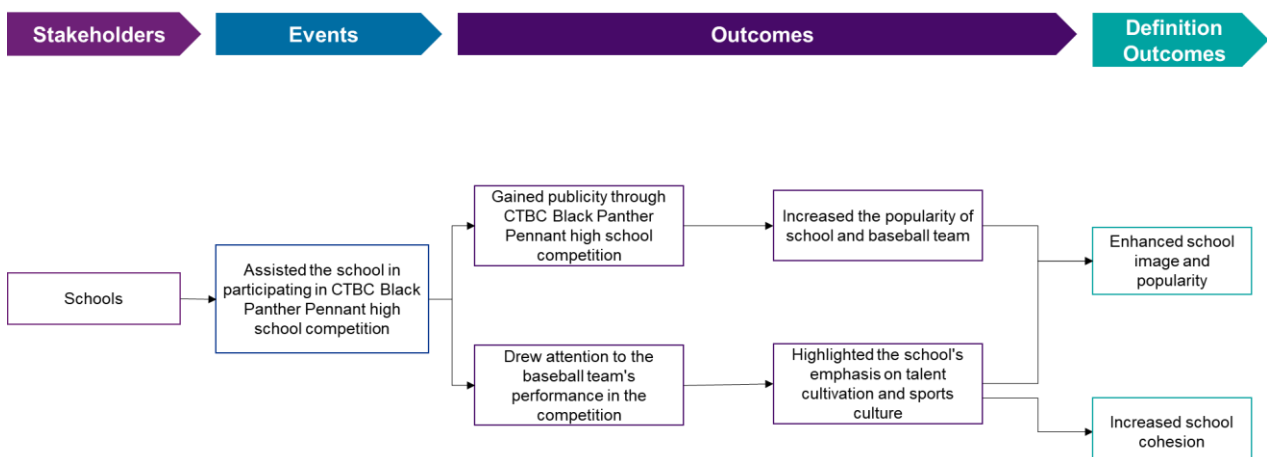 Stakeholders
Events
Outcomes
Definition
Outcomes
Schools
Assisted the school in
participating in CTBC Black
Panther Pennant high
school competition
Gained publicity through
CTBC Black Panther
Pennant high school
competition
Increased the popularity of
school and baseball team
Enhanced school
image and
popularity
Drew attention to the
baseball team's
performance in the
competition
Highlighted the school's
emphasis on talent
cultivation and sports
culture
Increased school
cohesion